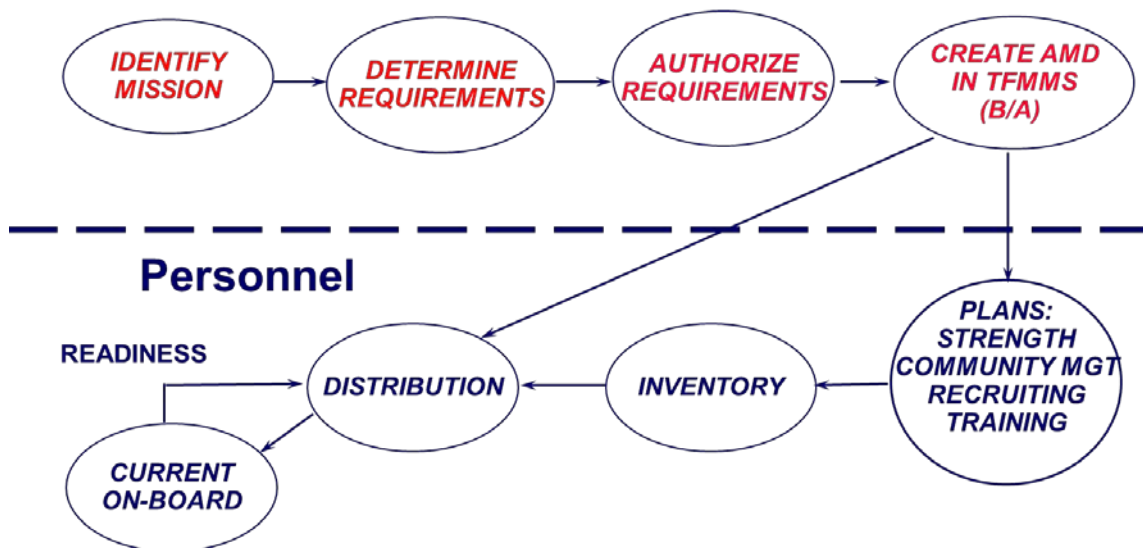 IDENTIFY
MISSION
DETERMINE
REQUIREMENTS
AUTHORIZE
REQUIREMENTS
CREATE AMD
IN TFMMS
(B/A)
Personnel
READINESS
DISTRIBUTION
INVENTORY
PLANS:
STRENGTH
COMMUNITY MGT
RECRUITING
TRAINING
CURRENT
ON-BOARD